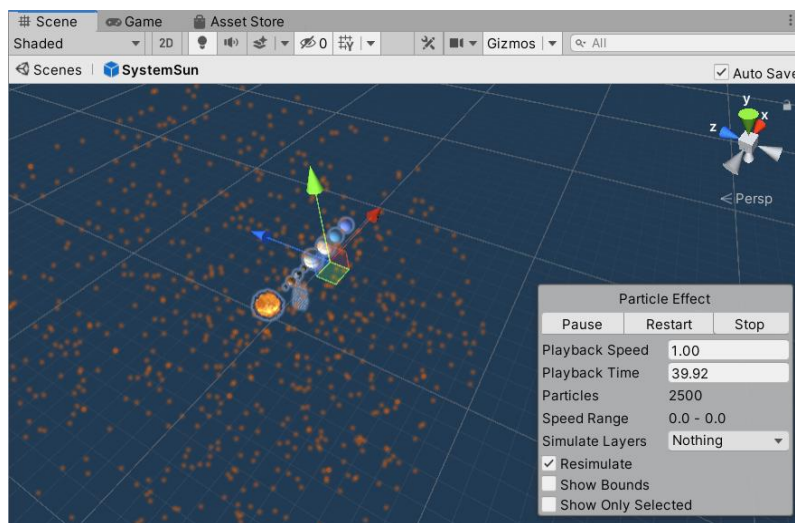 Scene Game Asset Store
Shaded 2D 0 Gizmos All
Scenes SystemSun Auto Save
y
x
z
Persp
Particle Effect
Pause Restart Stop
Playback Speed 1.00
Playback Time 39.92
Particles 2500
Speed Range 0.0 - 0.0
Simulate Layers Nothing
Resimulate
Show Bounds
Show Only Selected